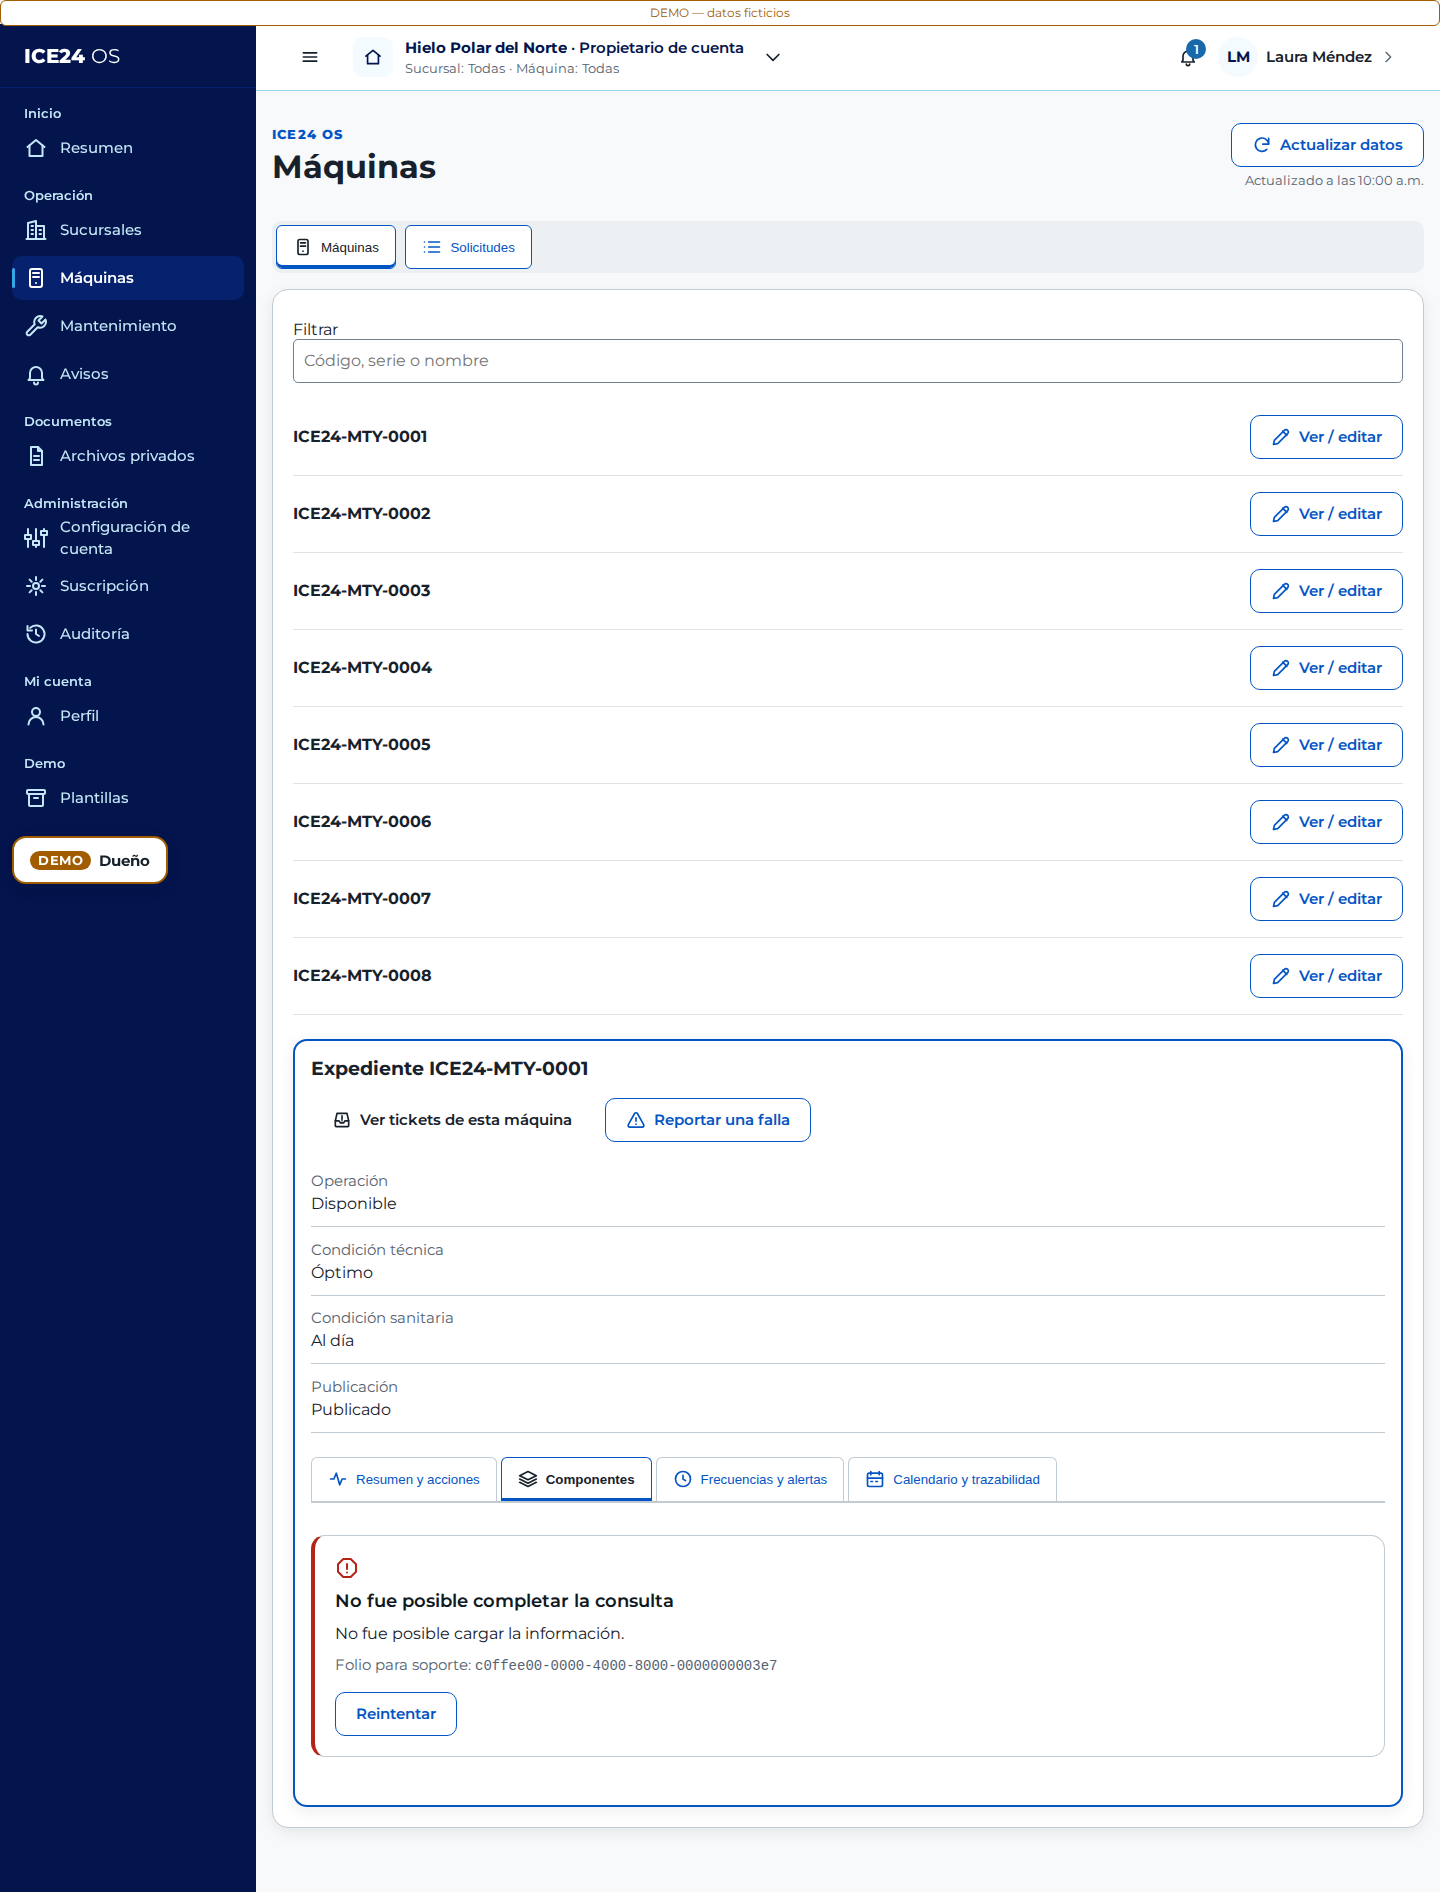 DEMO — datos ficticios
ICE24 OS
Inicio
Resumen
Operación
Sucursales
Máquinas
Mantenimiento
Avisos
Documentos
Archivos privados
Administración
Configuración de
cuenta
Suscripción
Auditoría
Mi cuenta
Perfil
Demo
Plantillas
DEMO Dueño
Hielo Polar del Norte · Propietario de cuenta
Sucursal: Todas · Máquina: Todas
1
LM Laura Méndez
ICE24 OS
Máquinas
Actualizar datos
Actualizado a las 10:00 a.m.
Máquinas Solicitudes
Filtrar
Código, serie o nombre
ICE24-MTY-0001 Ver / editar
ICE24-MTY-0002 Ver / editar
ICE24-MTY-0003 Ver / editar
ICE24-MTY-0004 Ver / editar
ICE24-MTY-0005 Ver / editar
ICE24-MTY-0006 Ver / editar
ICE24-MTY-0007 Ver / editar
ICE24-MTY-0008 Ver / editar
Expediente ICE24-MTY-0001
Ver tickets de esta máquina Reportar una falla
Operación
Disponible
Condición técnica
Óptimo
Condición sanitaria
Al día
Publicación
Publicado
Resumen y acciones Componentes Frecuencias y alertas Calendario y trazabilidad
No fue posible completar la consulta
No fue posible cargar la información.
Folio para soporte: c0ffee00-0000-4000-8000-0000000003e7
Reintentar